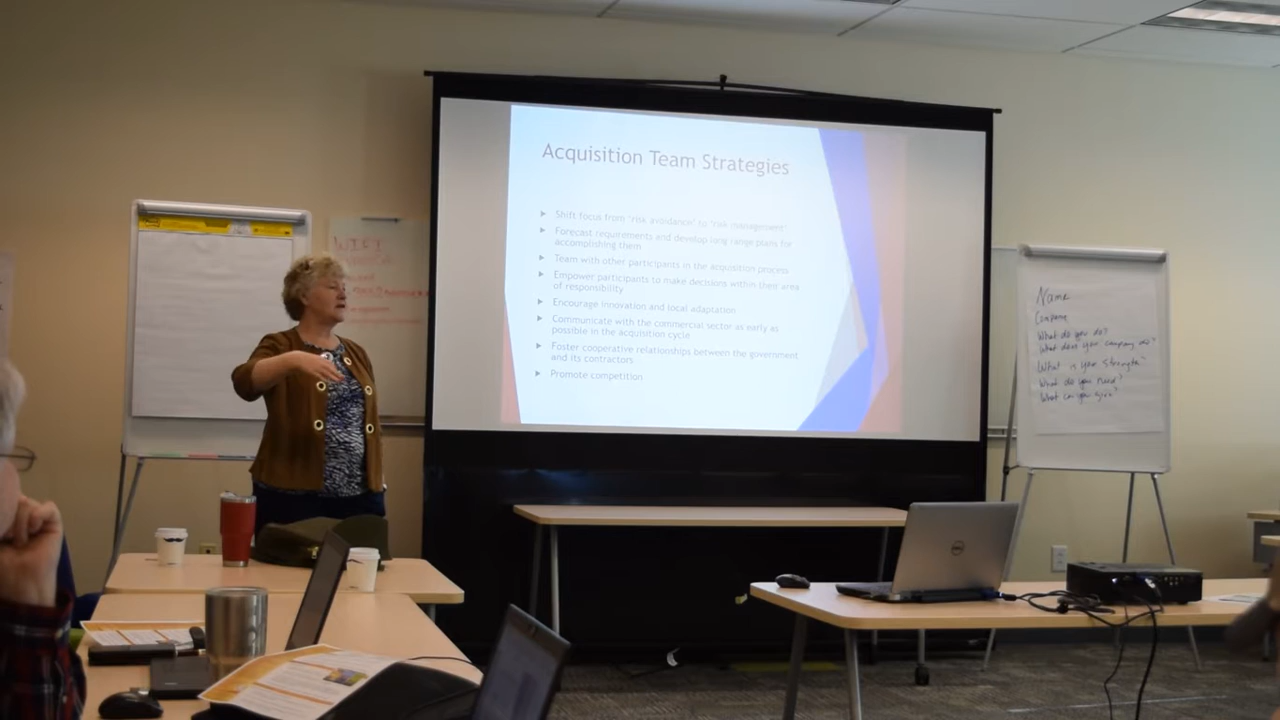 Acquisition Team Strategies
Shift focus from "risk avoidance" to "risk management"
Forecast requirements and develop long range plans for
accomplishing them
Team with other participants in the acquisition process
Empower participants to make decisions within their area
of responsibility
Encourage innovation and local adaptation
Communicate with the commercial sector as early as
possible in the acquisition cycle
Foster cooperative relationships between the government
and its contractors
Promote competition
Name
Company
What do you do?
What does your company do?
What is your strength?
What do you need?
What can you give?
DELL